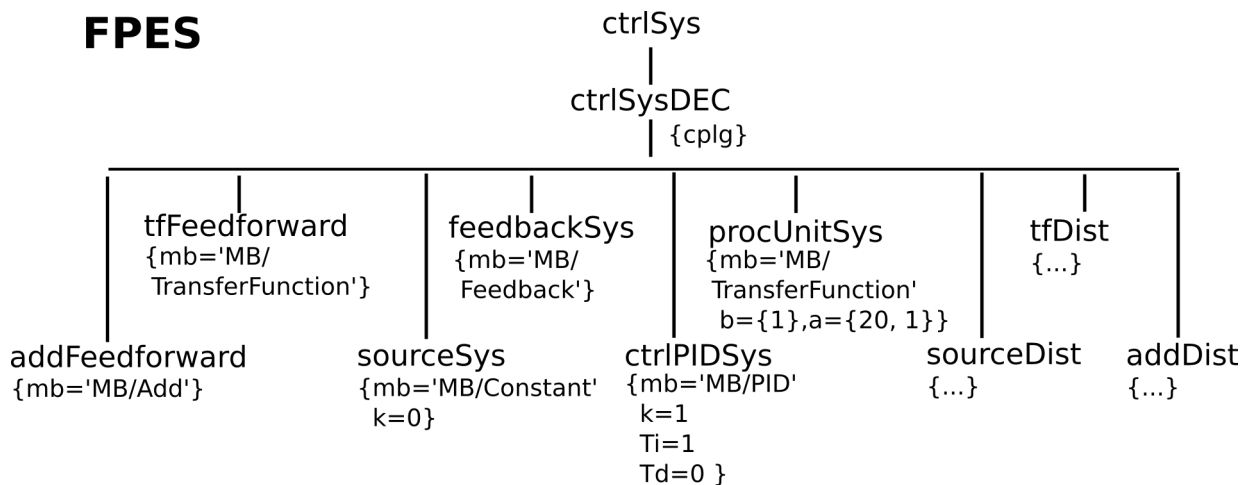 FPES
ctrlSys
ctrlSysDEC
{cplg}
tfFeedforward
{mb='MB/
TransferFunction'}
feedbackSys
{mb='MB/
Feedback'}
procUnitSys
{mb='MB/
TransferFunction'
b={1},a={20, 1}}
tfDist
{...}
addFeedforward
{mb='MB/Add'}
sourceSys
{mb='MB/Constant'
k=0}
ctrlPIDSys
{mb='MB/PID'
k=1
Ti=1
Td=0 }
sourceDist
{...}
addDist
{...}